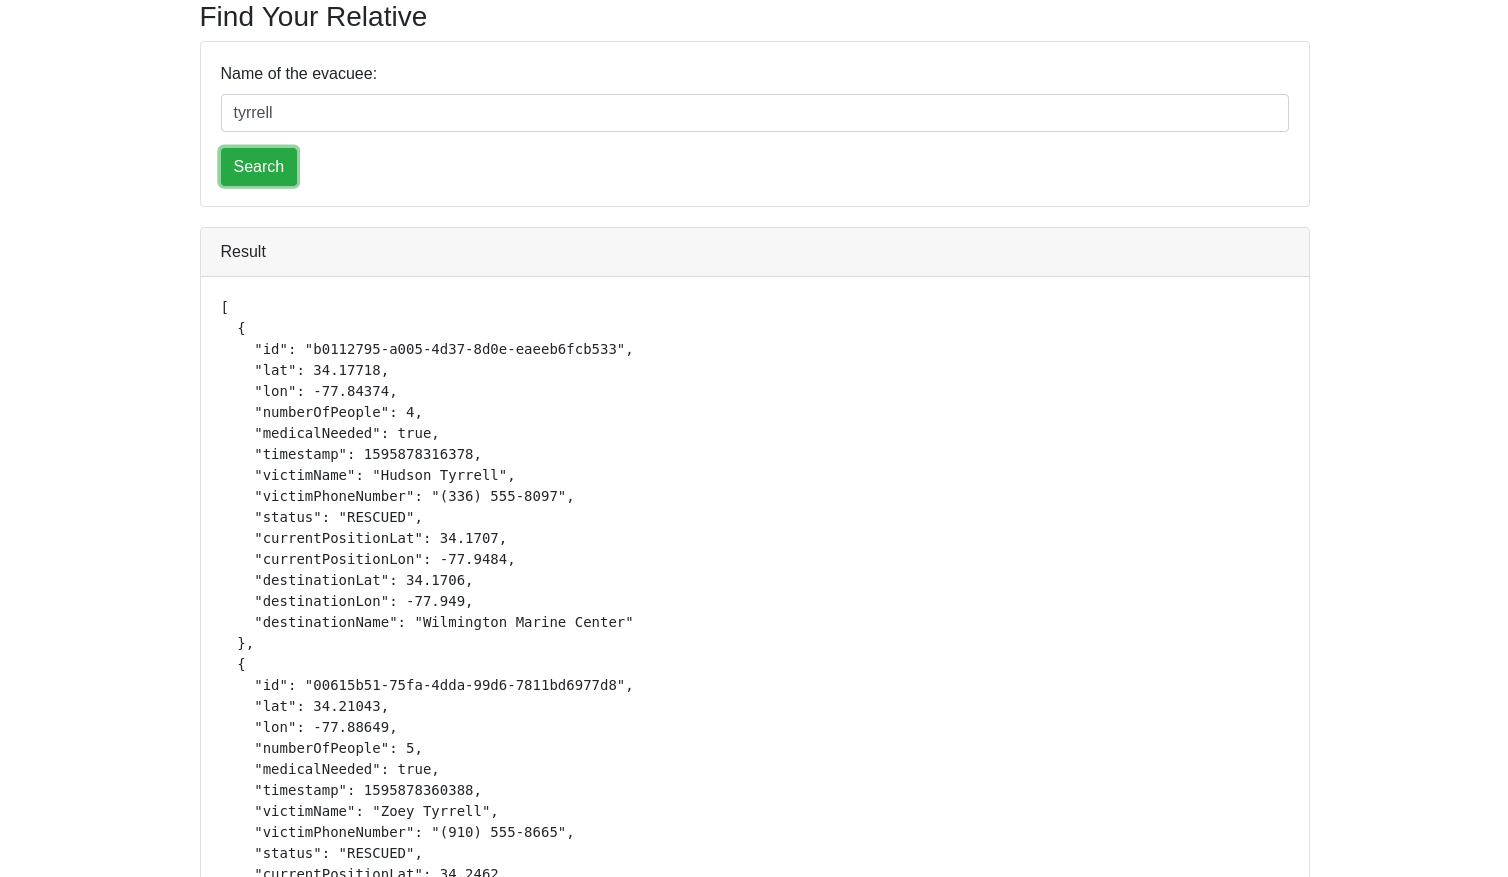 Find Your Relative
Name of the evacuee:
tyrrell
Search
Result
[
  {
    "id": "b0112795-a005-4d37-8d0e-eaeeb6fcb533",
    "lat": 34.17718,
    "lon": -77.84374,
    "numberOfPeople": 4,
    "medicalNeeded": true,
    "timestamp": 1595878316378,
    "victimName": "Hudson Tyrrell",
    "victimPhoneNumber": "(336) 555-8097",
    "status": "RESCUED",
    "currentPositionLat": 34.1707,
    "currentPositionLon": -77.9484,
    "destinationLat": 34.1706,
    "destinationLon": -77.949,
    "destinationName": "Wilmington Marine Center"
  },
  {
    "id": "00615b51-75fa-4dda-99d6-7811bd6977d8",
    "lat": 34.21043,
    "lon": -77.88649,
    "numberOfPeople": 5,
    "medicalNeeded": true,
    "timestamp": 1595878360388,
    "victimName": "Zoey Tyrrell",
    "victimPhoneNumber": "(910) 555-8665",
    "status": "RESCUED",
    "currentPositionLat": 34.2462,